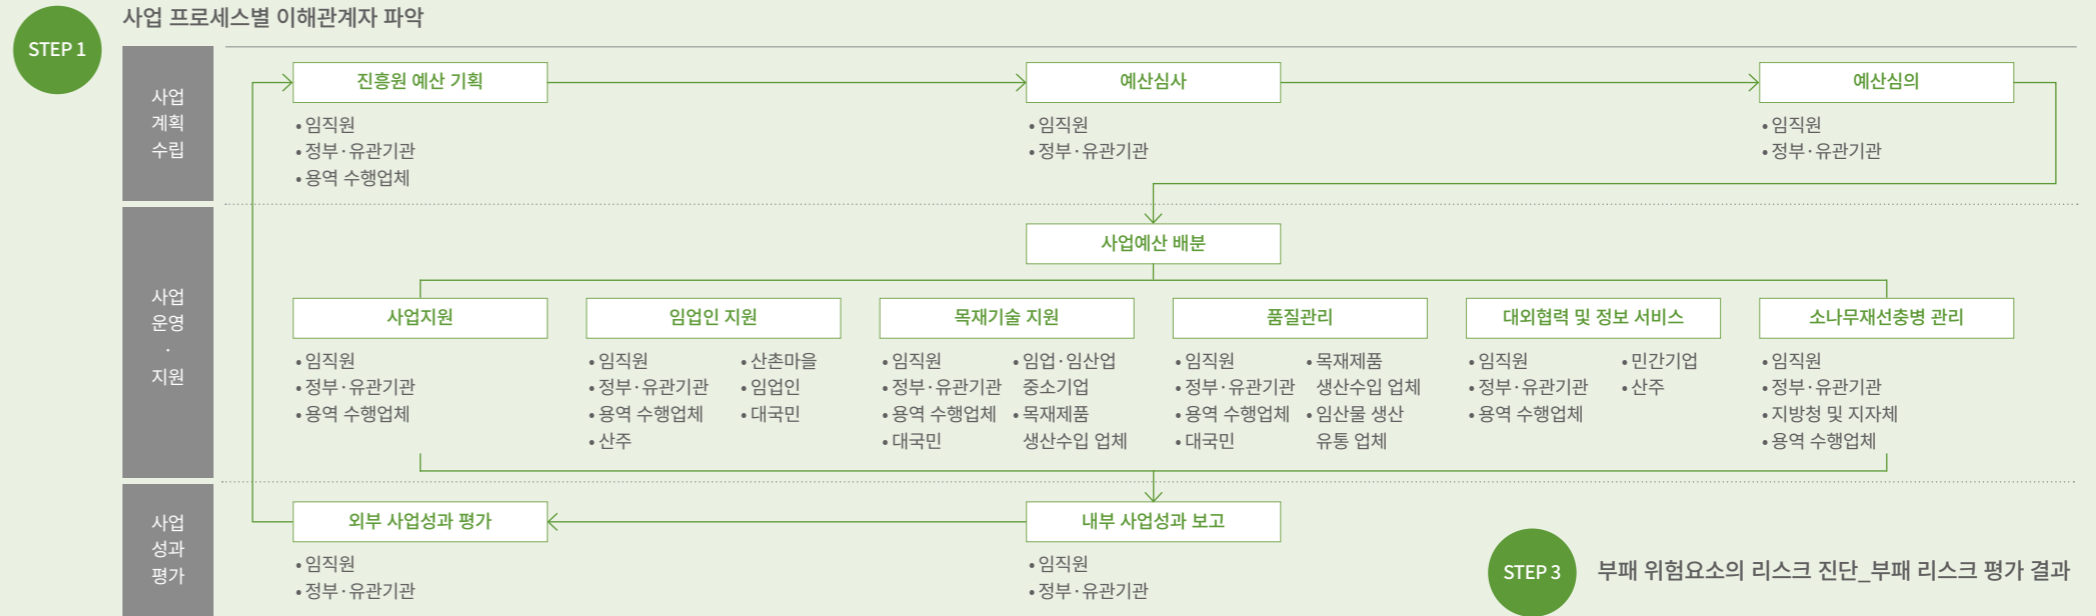 사업 프로세스별 이해관계자 파악
STEP 1
사업
계획
수립
진흥원 예산 기획
• 임직원
• 정부·유관기관
• 용역 수행업체
예산심사
• 임직원
• 정부·유관기관
예산심의
• 임직원
• 정부·유관기관
사업
운영
·
지원
사업예산 배분
사업지원
• 임직원
• 정부·유관기관
• 용역 수행업체
임업인 지원
• 임직원
• 정부·유관기관
• 용역 수행업체
• 산주
• 산촌마을
• 임업인
• 대국민
목재기술 지원
• 임직원
• 정부·유관기관
• 용역 수행업체
• 대국민
• 임업·임산업
중소기업
• 목재제품
생산수입 업체
품질관리
• 임직원
• 정부·유관기관
• 용역 수행업체
• 대국민
• 목재제품
생산수입 업체
• 임산물 생산
유통 업체
대외협력 및 정보 서비스
• 임직원
• 정부·유관기관
• 용역 수행업체
• 민간기업
• 산주
소나무재선충병 관리
• 임직원
• 정부·유관기관
• 지방청 및 지자체
• 용역 수행업체
사업
성과
평가
외부 사업성과 평가
• 임직원
• 정부·유관기관
내부 사업성과 보고
• 임직원
• 정부·유관기관
STEP 3
부패 위험요소의 리스크 진단_부패 리스크 평가 결과